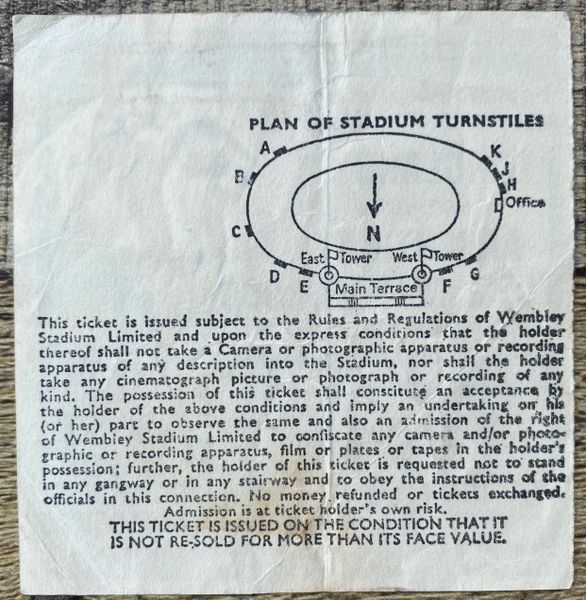 PLAN OF STADIUM TURNSTILES
A
K
J
B
H
Office
C
N
East Tower
West Tower
D
E
F
G
Main Terrace
This ticket is issued subject to the Rules and Regulations of Wembley
Stadium Limited and upon the express conditions that the holder
thereof shall not take a Camera or photographic apparatus or recording
apparatus of any description into the Stadium, nor shall the holder
take any cinematograph picture or photograph or recording of any
kind. The possession of this ticket shall constitute an acceptance by
the holder of the above conditions and imply an undertaking on his
(or her) part to observe the same and also an admission of the right
of Wembley Stadium Limited to confiscate any camera and/or photo-
graphic or recording apparatus, film or plates or tapes in the holder's
possession; further, the holder of this ticket is requested not to stand
in any gangway or in any stairway and to obey the instructions of the
officials in this connection. No money refunded or tickets exchanged.
Admission is at ticket holder's own risk.
THIS TICKET IS ISSUED ON THE CONDITION THAT IT
IS NOT RE-SOLD FOR MORE THAN ITS FACE VALUE.